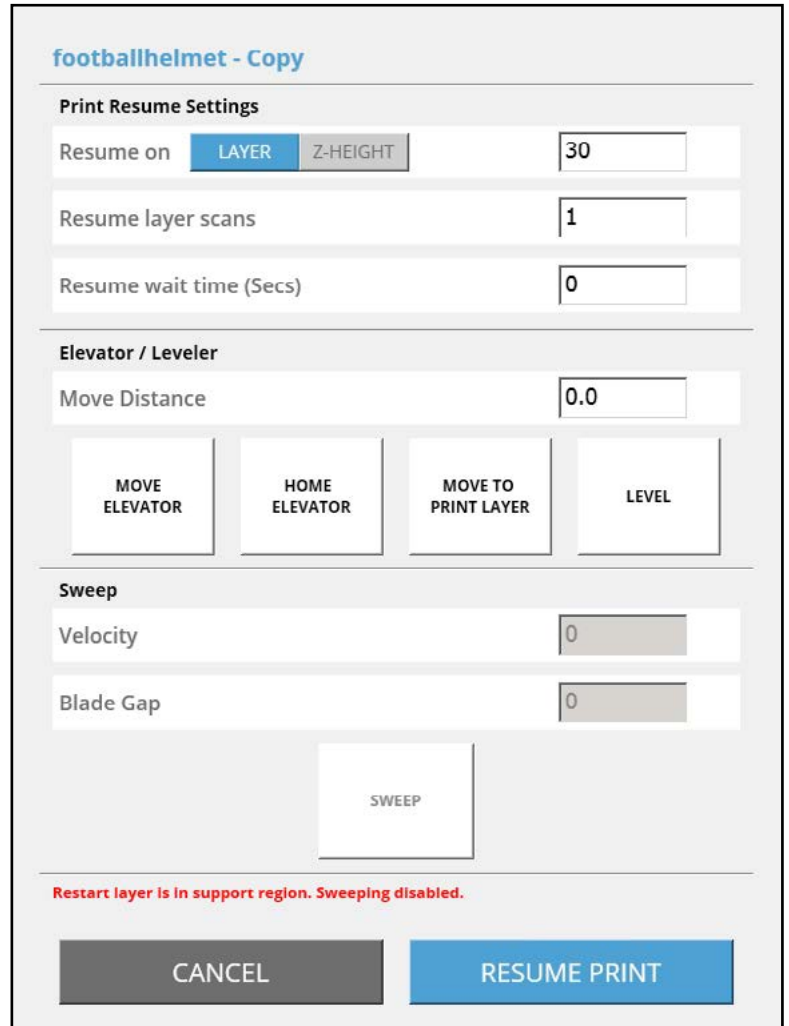 footballhelmet - Copy
Print Resume Settings
Resume on LAYER Z-HEIGHT 30
Resume layer scans 1
Resume wait time (Secs) 0
Elevator / Leveler
Move Distance 0.0
MOVE ELEVATOR
HOME ELEVATOR
MOVE TO PRINT LAYER
LEVEL
Sweep
Velocity 0
Blade Gap 0
SWEEP
Restart layer is in support region. Sweeping disabled.
CANCEL RESUME PRINT